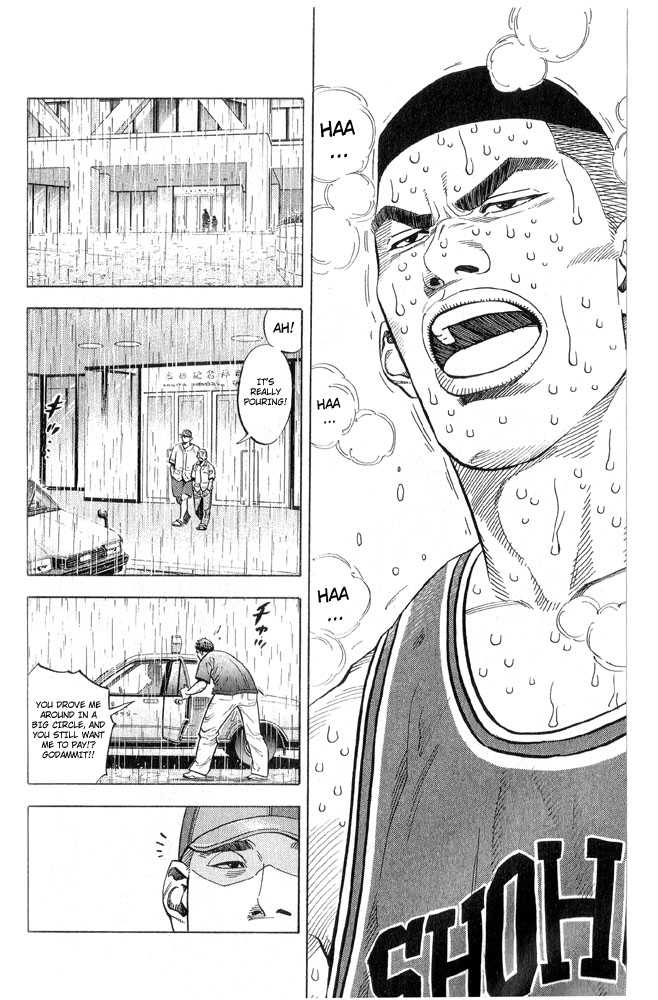 HAA
...
HAA
...
HAA
...
SHOH
AH!
IT'S
REALLY
POURING!
YOU DROVE ME
AROUND IN A
BIG CIRCLE, AND
YOU STILL WANT
ME TO PAY!?
GODAMMIT!!